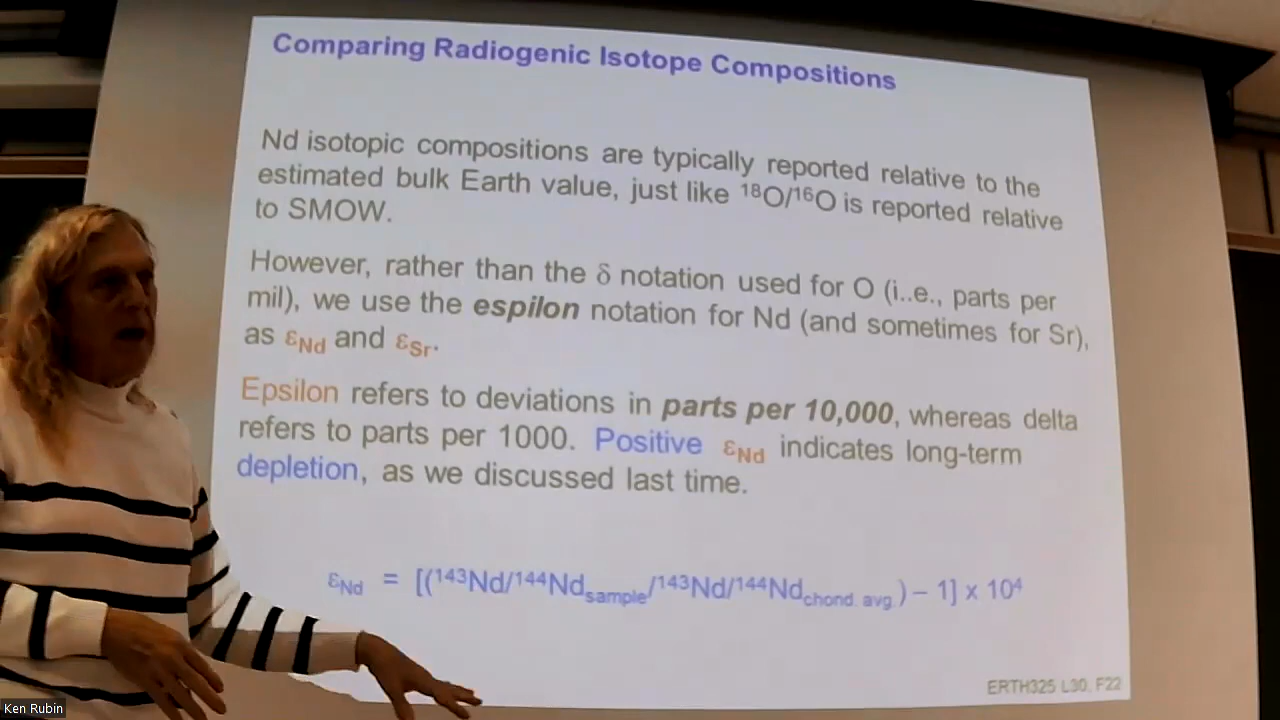 Comparing Radiogenic Isotope Compositions
Nd isotopic compositions are typically reported relative to the
estimated bulk Earth value, just like ¹⁸O/¹⁶O is reported relative
to SMOW.
However, rather than the δ notation used for O (i..e., parts per
mil), we use the espilon notation for Nd (and sometimes for Sr),
as εNd and εSr.
Epsilon refers to deviations in parts per 10,000, whereas delta
refers to parts per 1000. Positive εNd indicates long-term
depletion, as we discussed last time.
εNd = [(¹⁴³Nd/¹⁴⁴Ndsample/¹⁴³Nd/¹⁴⁴Ndchond. avg.) – 1] x 10⁴
ERTH325 L30, F22
Ken Rubin